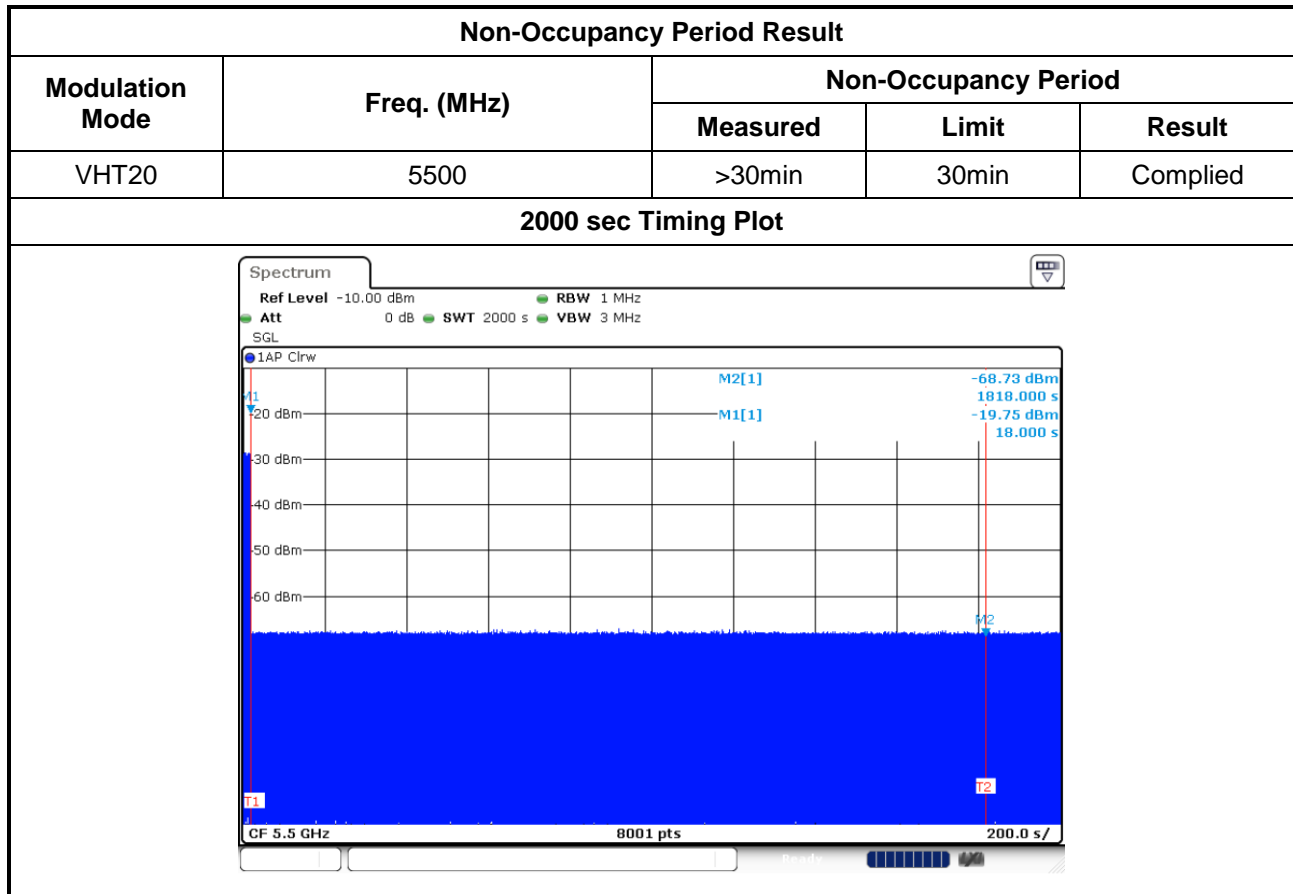 Non-Occupancy Period Result
Modulation Mode
Freq. (MHz)
Non-Occupancy Period
Measured
Limit
Result
VHT20
5500
>30min
30min
Complied
2000 sec Timing Plot
Spectrum
Ref Level -10.00 dBm
RBW 1 MHz
Att 0 dB
SWT 2000 s
VBW 3 MHz
SGL
1AP Clrw
M2[1] -68.73 dBm
1818.000 s
M1[1] -19.75 dBm
18.000 s
M1
-20 dBm
-30 dBm
-40 dBm
-50 dBm
-60 dBm
M2
T2
T1
CF 5.5 GHz
8001 pts
200.0 s/
Ready